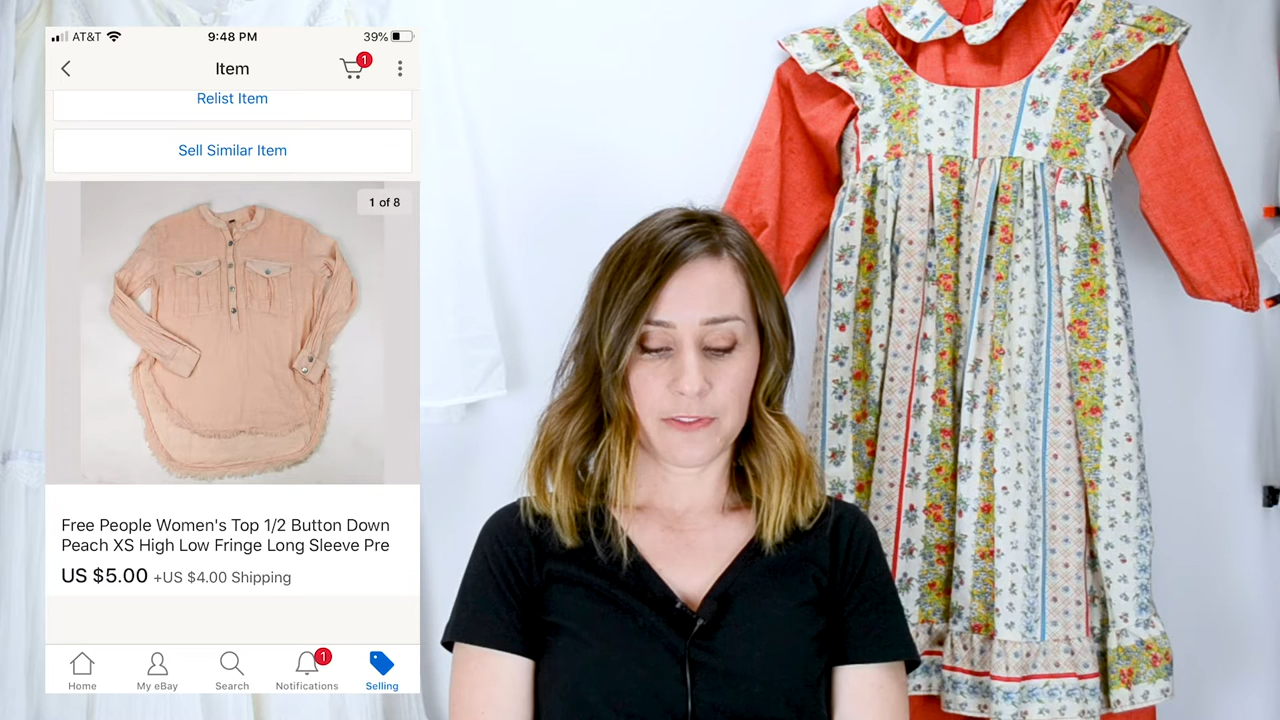 AT&T 9:48 PM 39%
Item 1
Relist Item
Sell Similar Item
1 of 8
Free People Women's Top 1/2 Button Down
Peach XS High Low Fringe Long Sleeve Pre
US $5.00 +US $4.00 Shipping
1
Home My eBay Search Notifications Selling